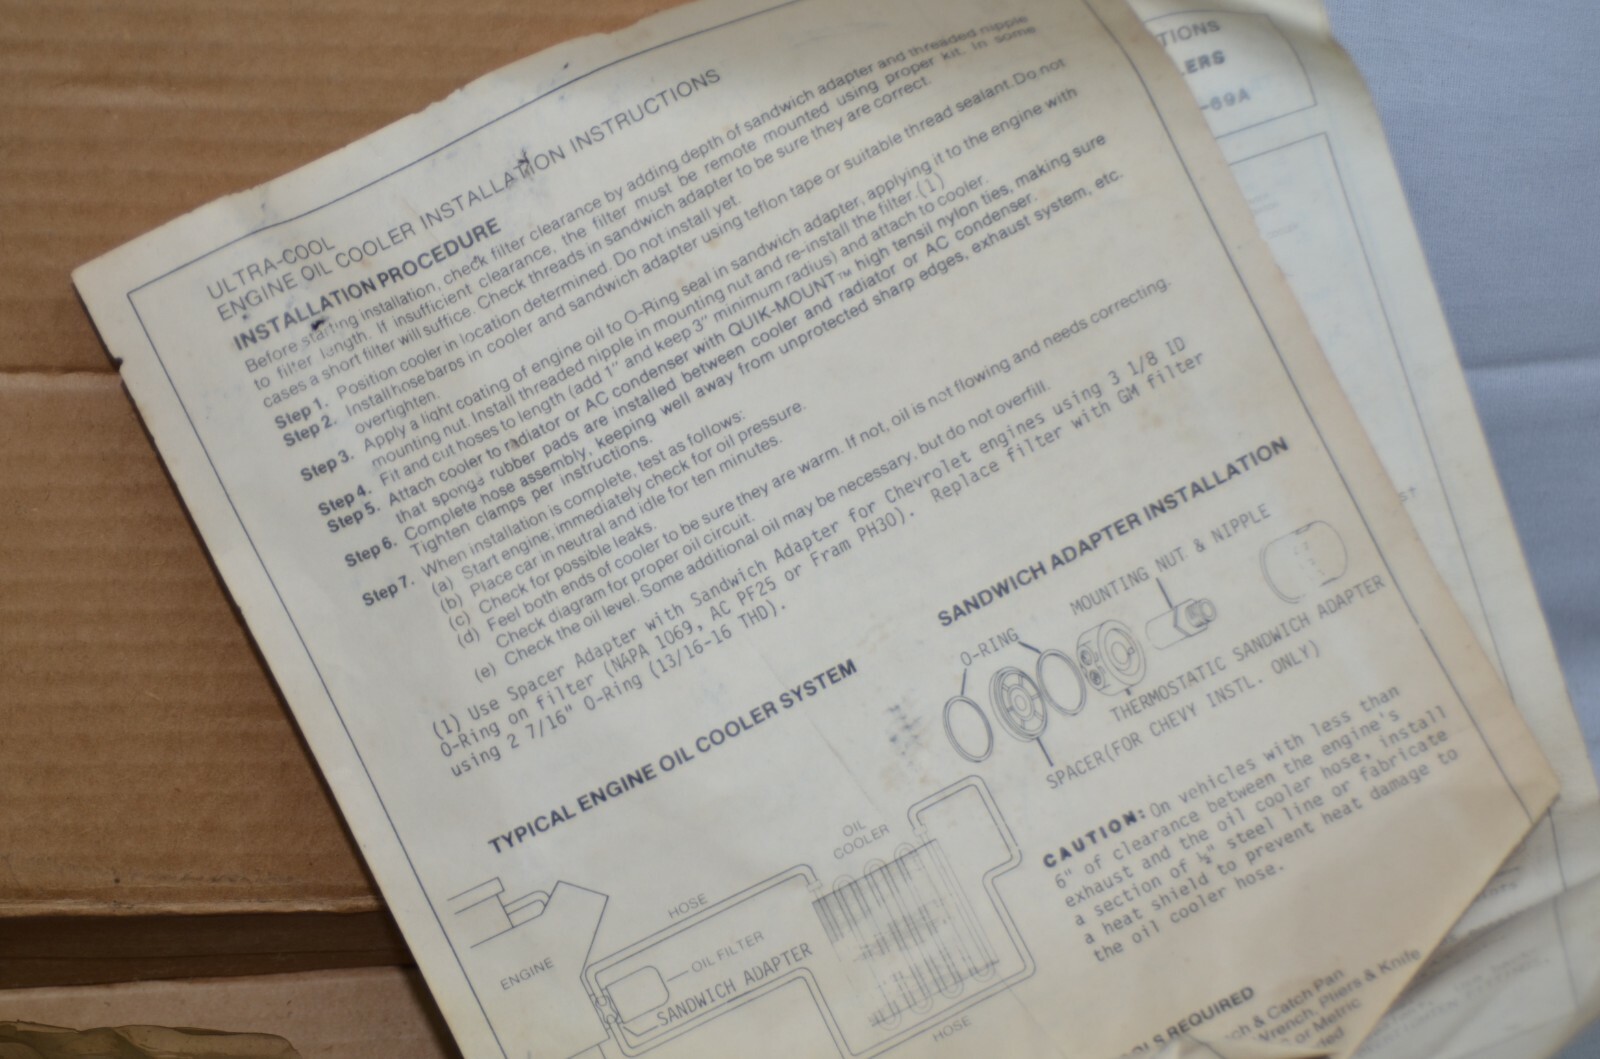 ULTRA-COOL
ENGINE OIL COOLER INSTALLATION INSTRUCTIONS
INSTALLATION PROCEDURE
Before starting installation, check filter clearance by adding depth of sandwich adapter and threaded nipple
to filter length. If insufficient clearance, the filter must be remote mounted using proper kit. In some
cases a short filter will suffice. Check threads in sandwich adapter to be sure they are correct.
Step 1. Position cooler in location determined. Do not install yet.
Step 2. Install hose barbs in cooler and sandwich adapter using teflon tape or suitable thread sealant. Do not
overtighten.
Step 3. Apply a light coating of engine oil to O-Ring seal in sandwich adapter, applying it to the engine with
mounting nut. Install threaded nipple in mounting nut and re-install the filter.(1)
Step 4. Fit and cut hoses to length (add 1" and keep 3" minimum radius) and attach to cooler.
Step 5. Attach cooler to radiator or AC condenser with QUIK-MOUNT™ high tensil nylon ties, making sure
that sponge rubber pads are installed between cooler and radiator or AC condenser.
Step 6. Complete hose assembly, keeping well away from unprotected sharp edges, exhaust system, etc.
Tighten clamps per instructions.
Step 7. When installation is complete, test as follows:
(a) Start engine; immediately check for oil pressure.
(b) Place car in neutral and idle for ten minutes.
(c) Check for possible leaks.
(d) Feel both ends of cooler to be sure they are warm. If not, oil is not flowing and needs correcting.
Check diagram for proper oil circuit.
(e) Check the oil level. Some additional oil may be necessary, but do not overfill.
(1) Use Spacer Adapter with Sandwich Adapter for Chevrolet engines using 3 1/8 ID
O-Ring on filter (NAPA 1069, AC PF25 or Fram PH30). Replace filter with GM filter
using 2 7/16" O-Ring (13/16-16 THD).
TYPICAL ENGINE OIL COOLER SYSTEM
ENGINE
HOSE
OIL
COOLER
OIL FILTER
SANDWICH ADAPTER
HOSE
SANDWICH ADAPTER INSTALLATION
O-RING
MOUNTING NUT & NIPPLE
THERMOSTATIC SANDWICH ADAPTER
SPACER(FOR CHEVY INSTL. ONLY)
CAUTION: On vehicles with less than
6" of clearance between the engine's
exhaust and the oil cooler hose, install
a section of ½" steel line or fabricate
a heat shield to prevent heat damage to
the oil cooler hose.
OLS REQUIRED
ch & Catch Pan
Wrench, Pliers & Knife
or Metric
TIONS
LERS
-69A